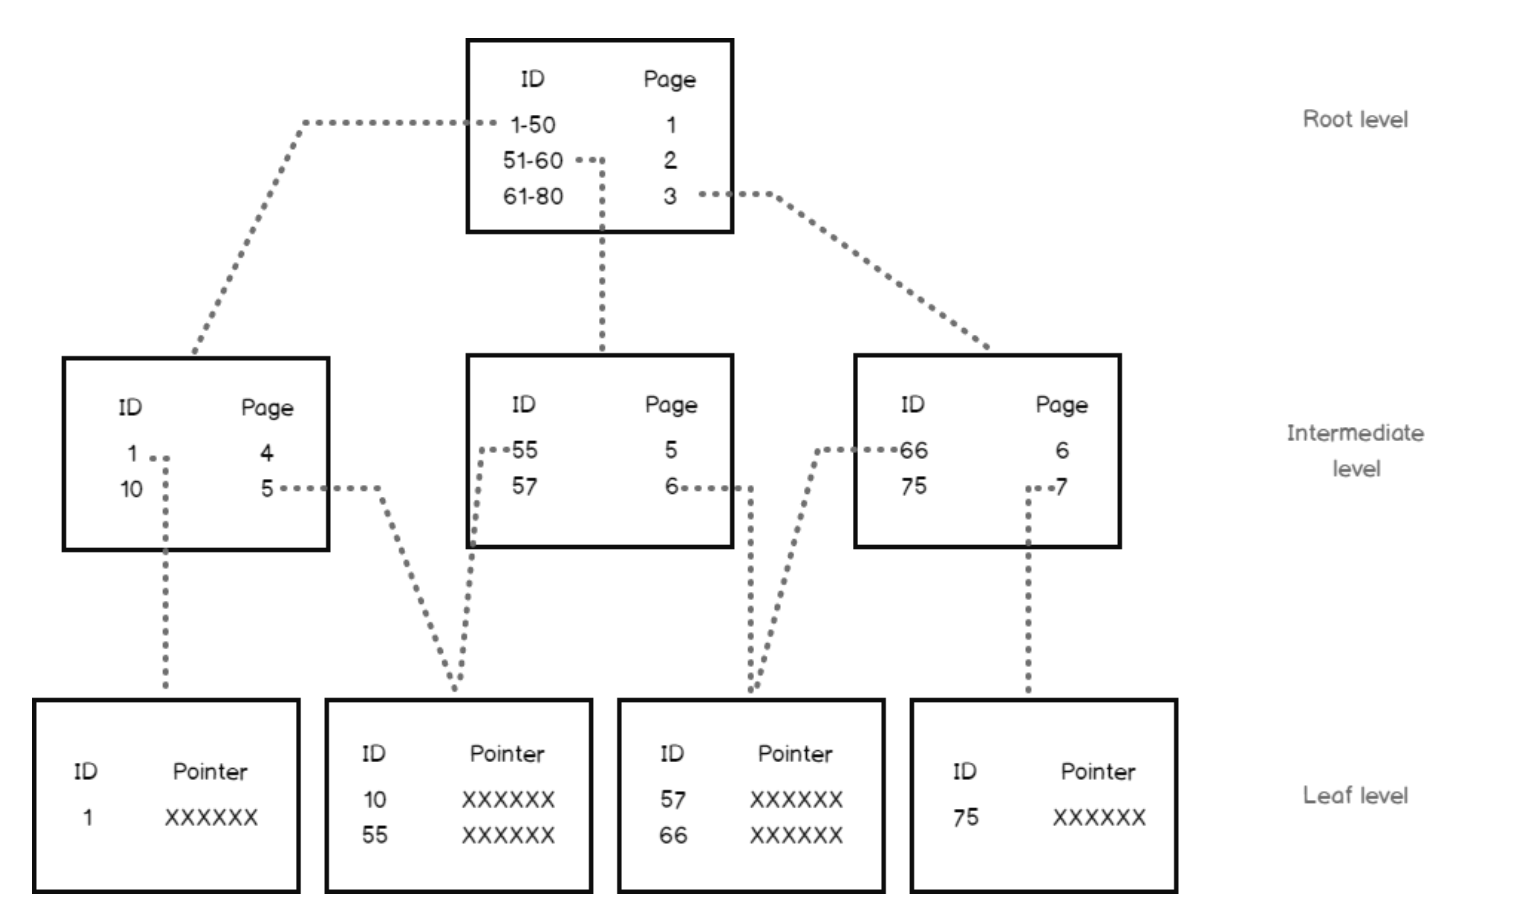 ID Page
1-50 1
51-60 2
61-80 3
Root level
ID Page
1 4
10 5
ID Page
55 5
57 6
ID Page
66 6
75 7
Intermediate
level
ID Pointer
1 XXXXXX
ID Pointer
10 XXXXXX
55 XXXXXX
ID Pointer
57 XXXXXX
66 XXXXXX
ID Pointer
75 XXXXXX
Leaf level